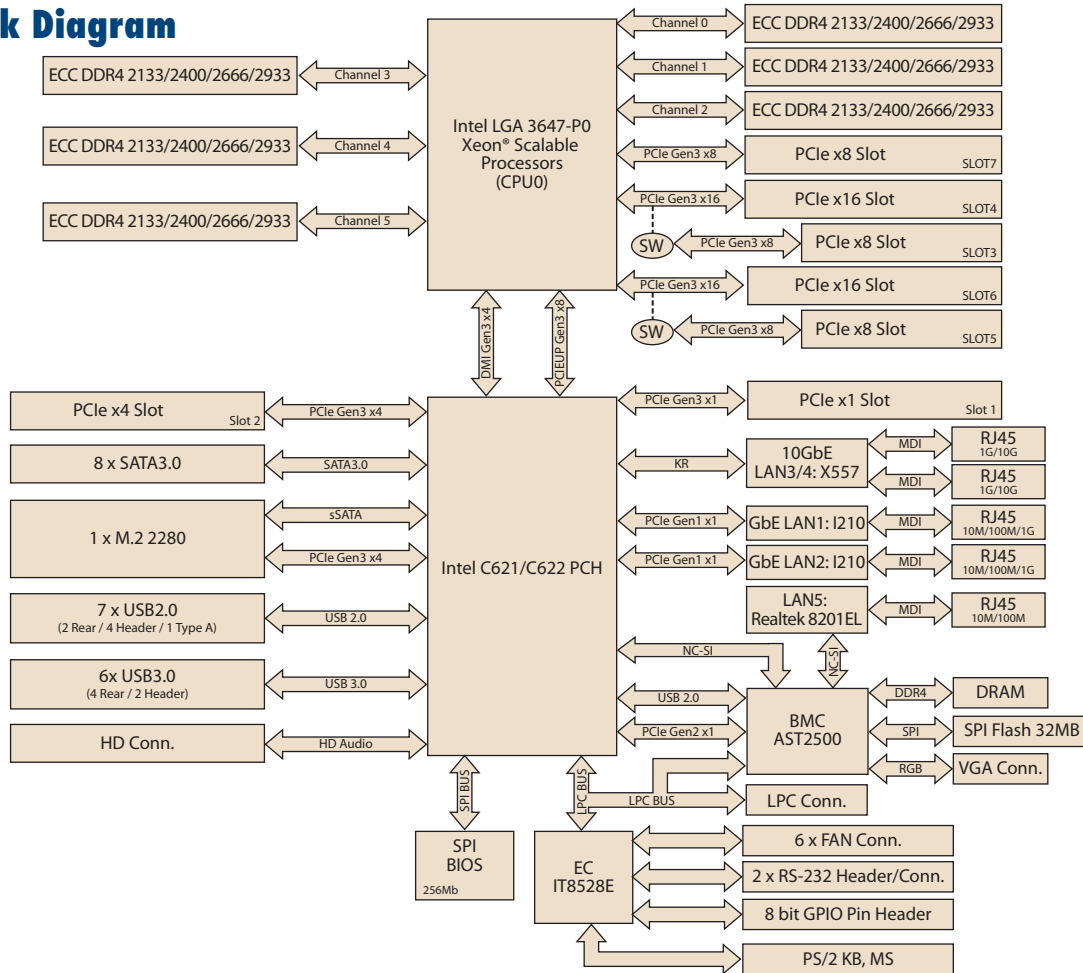 k Diagram
ECC DDR4 2133/2400/2666/2933
Channel 3
ECC DDR4 2133/2400/2666/2933
Channel 4
ECC DDR4 2133/2400/2666/2933
Channel 5
Intel LGA 3647-P0
Xeon® Scalable
Processors
(CPU0)
Channel 0
ECC DDR4 2133/2400/2666/2933
Channel 1
ECC DDR4 2133/2400/2666/2933
Channel 2
ECC DDR4 2133/2400/2666/2933
PCIe Gen3 x8
PCIe x8 Slot
SLOT7
PCIe Gen3 x16
PCIe x16 Slot
SLOT4
SW
PCIe Gen3 x8
PCIe x8 Slot
SLOT3
PCIe Gen3 x16
PCIe x16 Slot
SLOT6
SW
PCIe Gen3 x8
PCIe x8 Slot
SLOT5
DMI Gen3 x4
PCIEUP Gen3 x8
PCIe x4 Slot
Slot 2
PCIe Gen3 x4
8 x SATA3.0
SATA3.0
1 x M.2 2280
sSATA
PCIe Gen3 x4
7 x USB2.0
(2 Rear / 4 Header / 1 Type A)
USB 2.0
6x USB3.0
(4 Rear / 2 Header)
USB 3.0
HD Conn.
HD Audio
Intel C621/C622 PCH
PCIe Gen3 x1
PCIe x1 Slot
Slot 1
KR
10GbE
LAN3/4: X557
MDI
RJ45
1G/10G
MDI
RJ45
1G/10G
PCIe Gen1 x1
GbE LAN1: I210
MDI
RJ45
10M/100M/1G
PCIe Gen1 x1
GbE LAN2: I210
MDI
RJ45
10M/100M/1G
LAN5:
Realtek 8201EL
MDI
RJ45
10M/100M
NC-SI
NC-SI
USB 2.0
PCIe Gen2 x1
BMC
AST2500
DDR4
DRAM
SPI
SPI Flash 32MB
RGB
VGA Conn.
SPI BUS
LPC BUS
LPC BUS
LPC Conn.
SPI
BIOS
256Mb
EC
IT8528E
6 x FAN Conn.
2 x RS-232 Header/Conn.
8 bit GPIO Pin Header
PS/2 KB, MS